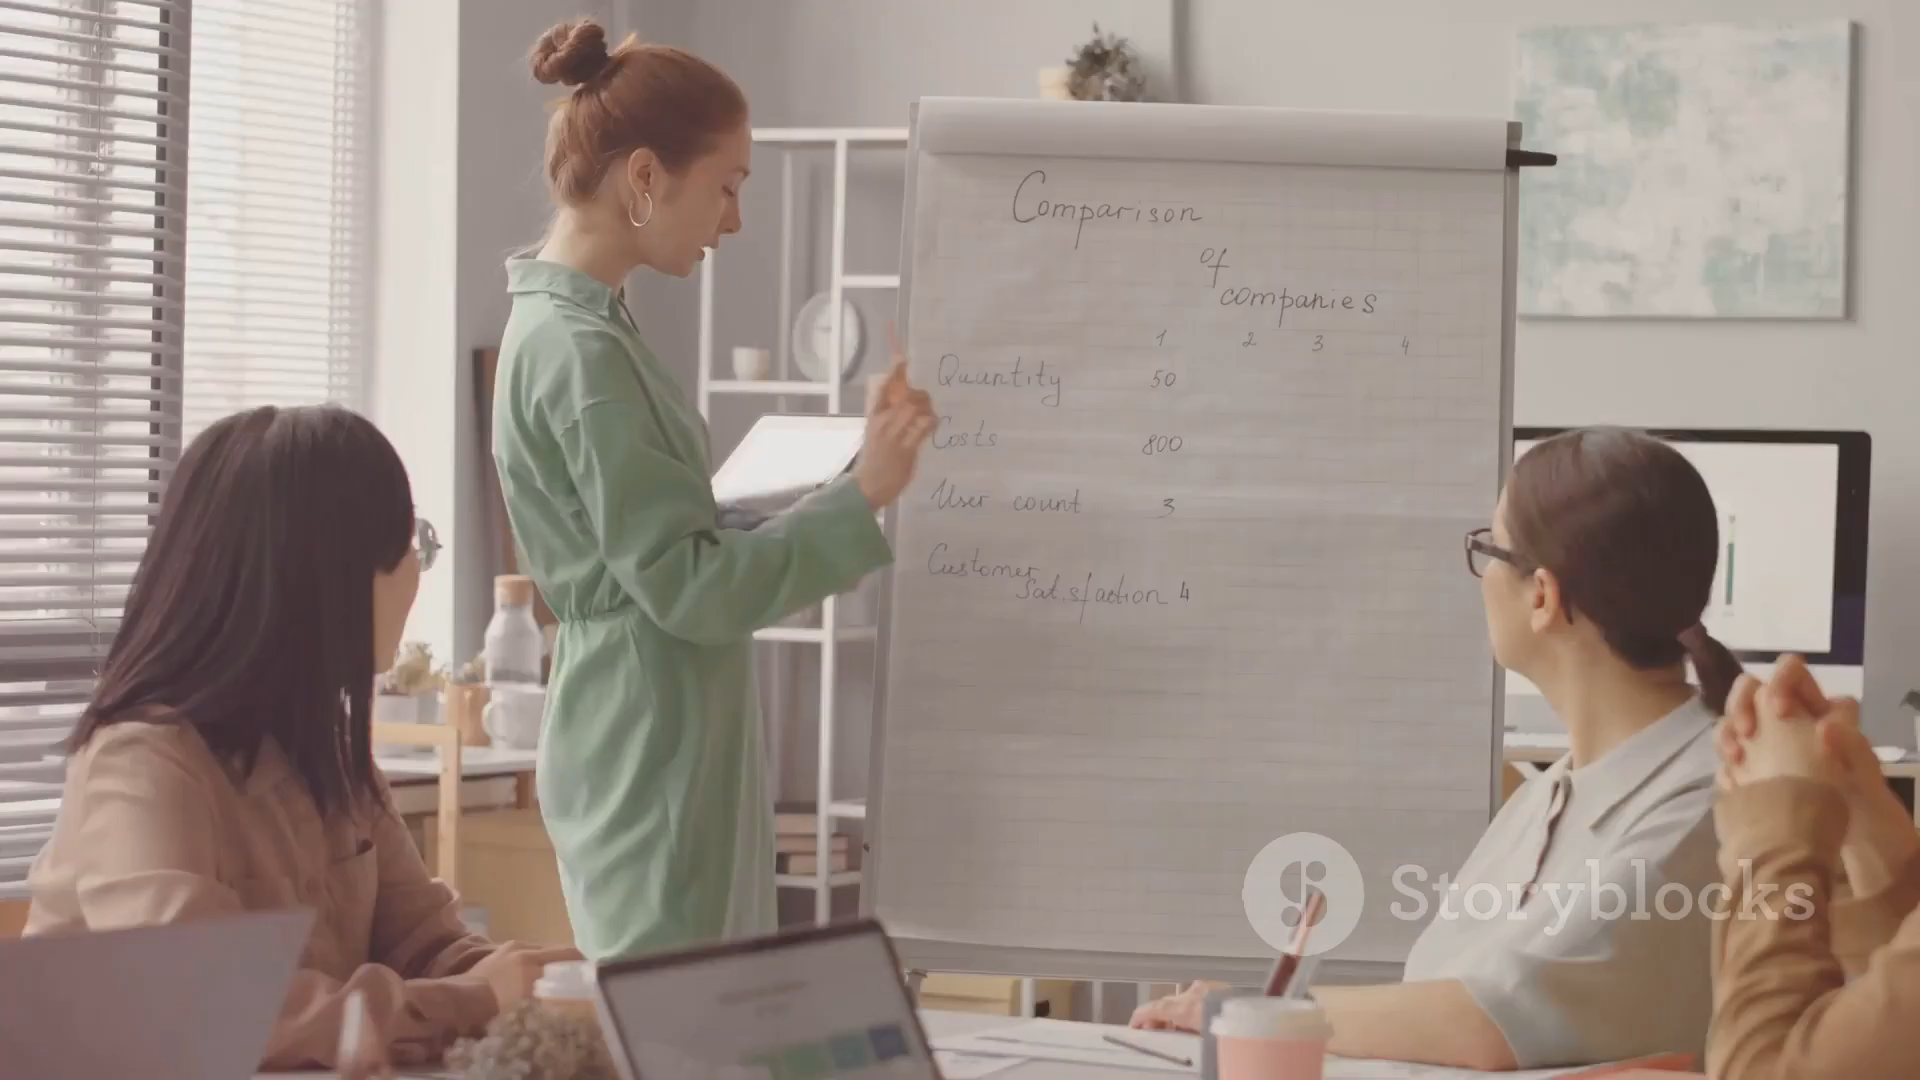 Comparison
of
companies
1 2 3 4
Quantity 50
Costs 800
User count 3
Customer
satisfaction 4
Storyblocks